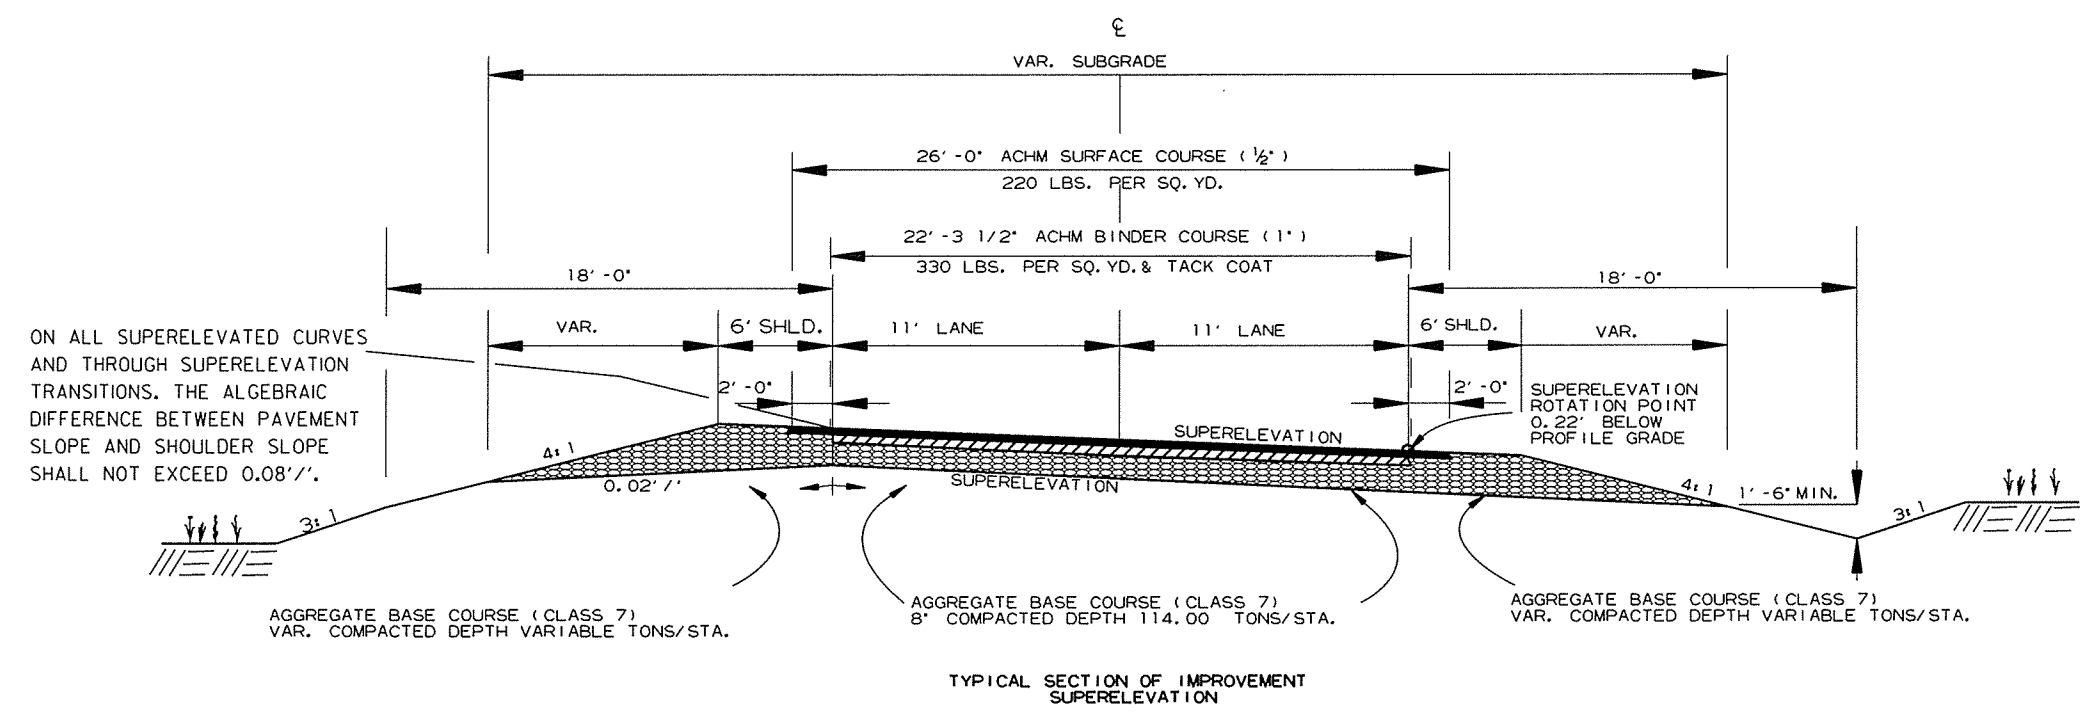 ℄
VAR. SUBGRADE
26'-0" ACHM SURFACE COURSE (½")
220 LBS. PER SQ.YD.
22'-3 1/2" ACHM BINDER COURSE (1")
330 LBS. PER SQ.YD.& TACK COAT
18'-0"
18'-0"
VAR.
6' SHLD.
11' LANE
11' LANE
6' SHLD.
VAR.
ON ALL SUPERELEVATED CURVES
AND THROUGH SUPERELEVATION
TRANSITIONS. THE ALGEBRAIC
DIFFERENCE BETWEEN PAVEMENT
SLOPE AND SHOULDER SLOPE
SHALL NOT EXCEED 0.08'/'.
2'-0"
2'-0"
SUPERELEVATION
ROTATION POINT
0.22' BELOW
PROFILE GRADE
SUPERELEVATION
4:1
0.02'/'
SUPERELEVATION
4:1
1'-6" MIN.
3:1
3:1
AGGREGATE BASE COURSE (CLASS 7)
VAR. COMPACTED DEPTH VARIABLE TONS/STA.
AGGREGATE BASE COURSE (CLASS 7)
8" COMPACTED DEPTH 114.00 TONS/STA.
AGGREGATE BASE COURSE (CLASS 7)
VAR. COMPACTED DEPTH VARIABLE TONS/STA.
TYPICAL SECTION OF IMPROVEMENT
SUPERELEVATION